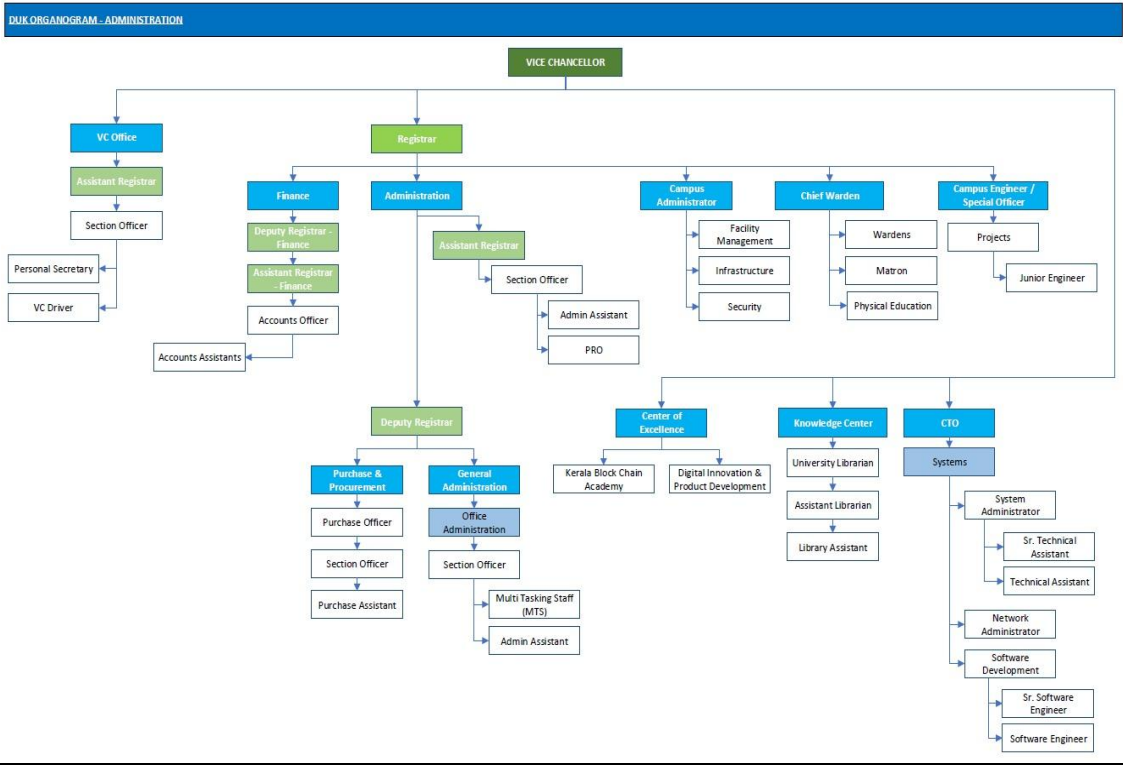 DUK ORGANOGRAM - ADMINISTRATION
VICE CHANCELLOR
VC Office
Assistant Registrar
Section Officer
Personal Secretary
VC Driver
Registrar
Finance
Deputy Registrar -
Finance
Assistant Registrar
- Finance
Accounts Officer
Accounts Assistants
Administration
Assistant Registrar
Section Officer
Admin Assistant
PRO
Campus
Administrator
Facility
Management
Infrastructure
Security
Chief Warden
Wardens
Matron
Physical Education
Campus Engineer /
Special Officer
Projects
Junior Engineer
Deputy Registrar
Purchase &
Procurement
Purchase Officer
Section Officer
Purchase Assistant
General
Administration
Office
Administration
Section Officer
Multi Tasking Staff
(MTS)
Admin Assistant
Center of
Excellence
Kerala Block Chain
Academy
Digital Innovation &
Product Development
Knowledge Center
University Librarian
Assistant Librarian
Library Assistant
CTO
Systems
System
Administrator
Sr. Technical
Assistant
Technical Assistant
Network
Administrator
Software
Development
Sr. Software
Engineer
Software Engineer